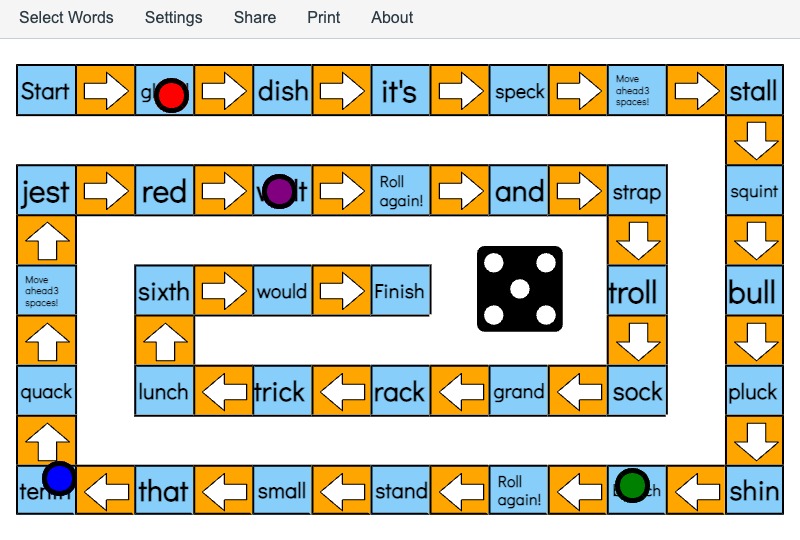 Select Words Settings Share Print About
Start
dish
it's
speck
Move
ahead3
spaces!
stall
jest
red
Roll
again!
and
strap
squint
Move
ahead3
spaces!
sixth
would
Finish
troll
bull
quack
lunch
trick
rack
grand
sock
pluck
tenth
that
small
stand
Roll
again!
shin